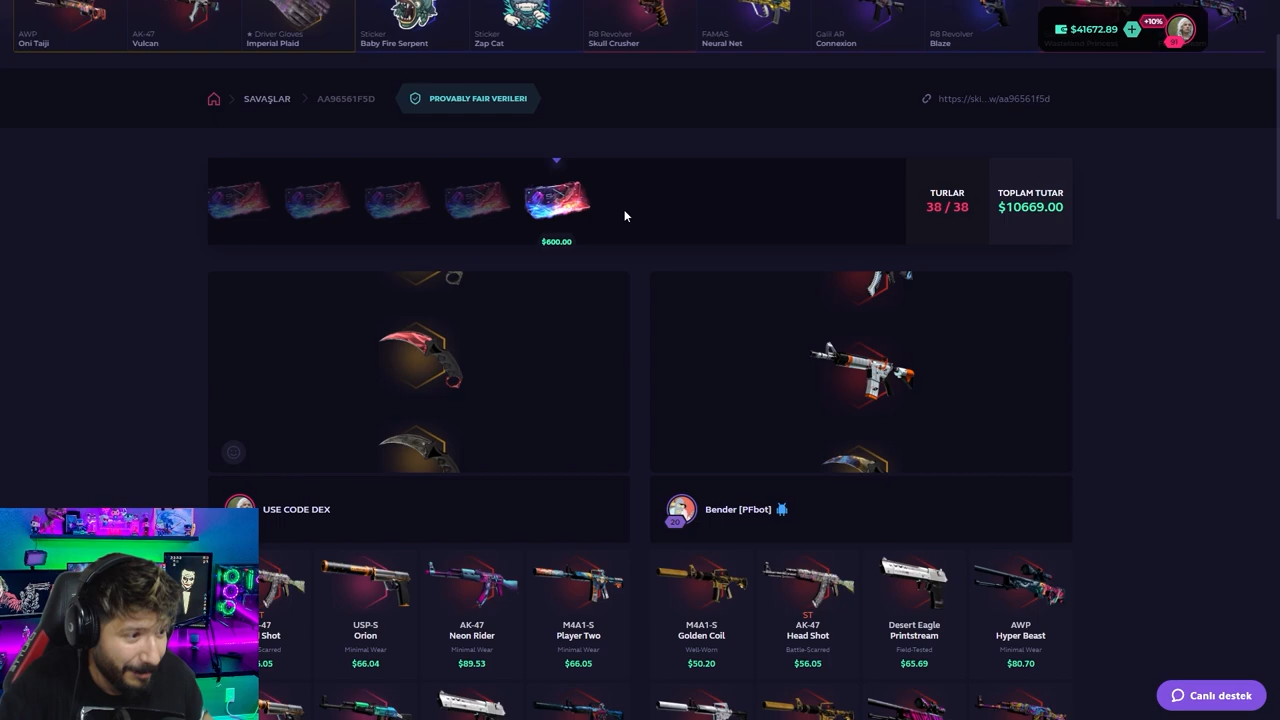 AWP
Oni Taiji
AK-47
Vulcan
★ Driver Gloves
Imperial Plaid
Sticker
Baby Fire Serpent
Sticker
Zap Cat
R8 Revolver
Skull Crusher
FAMAS
Neural Net
Galil AR
Connexion
R8 Revolver
Blaze
$41672.89
+10%
91
SAVAŞLAR
AA96561F5D
PROVABLY FAIR VERILERI
https://ski...w/aa96561f5d
TURLAR
38 / 38
TOPLAM TUTAR
$10669.00
$600.00
USE CODE DEX
20
Bender [PFbot]
USP-S
Orion
Minimal Wear
$66.04
AK-47
Neon Rider
Minimal Wear
$89.53
M4A1-S
Player Two
Minimal Wear
$66.05
M4A1-S
Golden Coil
Well-Worn
$50.20
ST
AK-47
Head Shot
Battle-Scarred
$56.05
Desert Eagle
Printstream
Field-Tested
$65.69
AWP
Hyper Beast
Minimal Wear
$80.70
Canlı destek